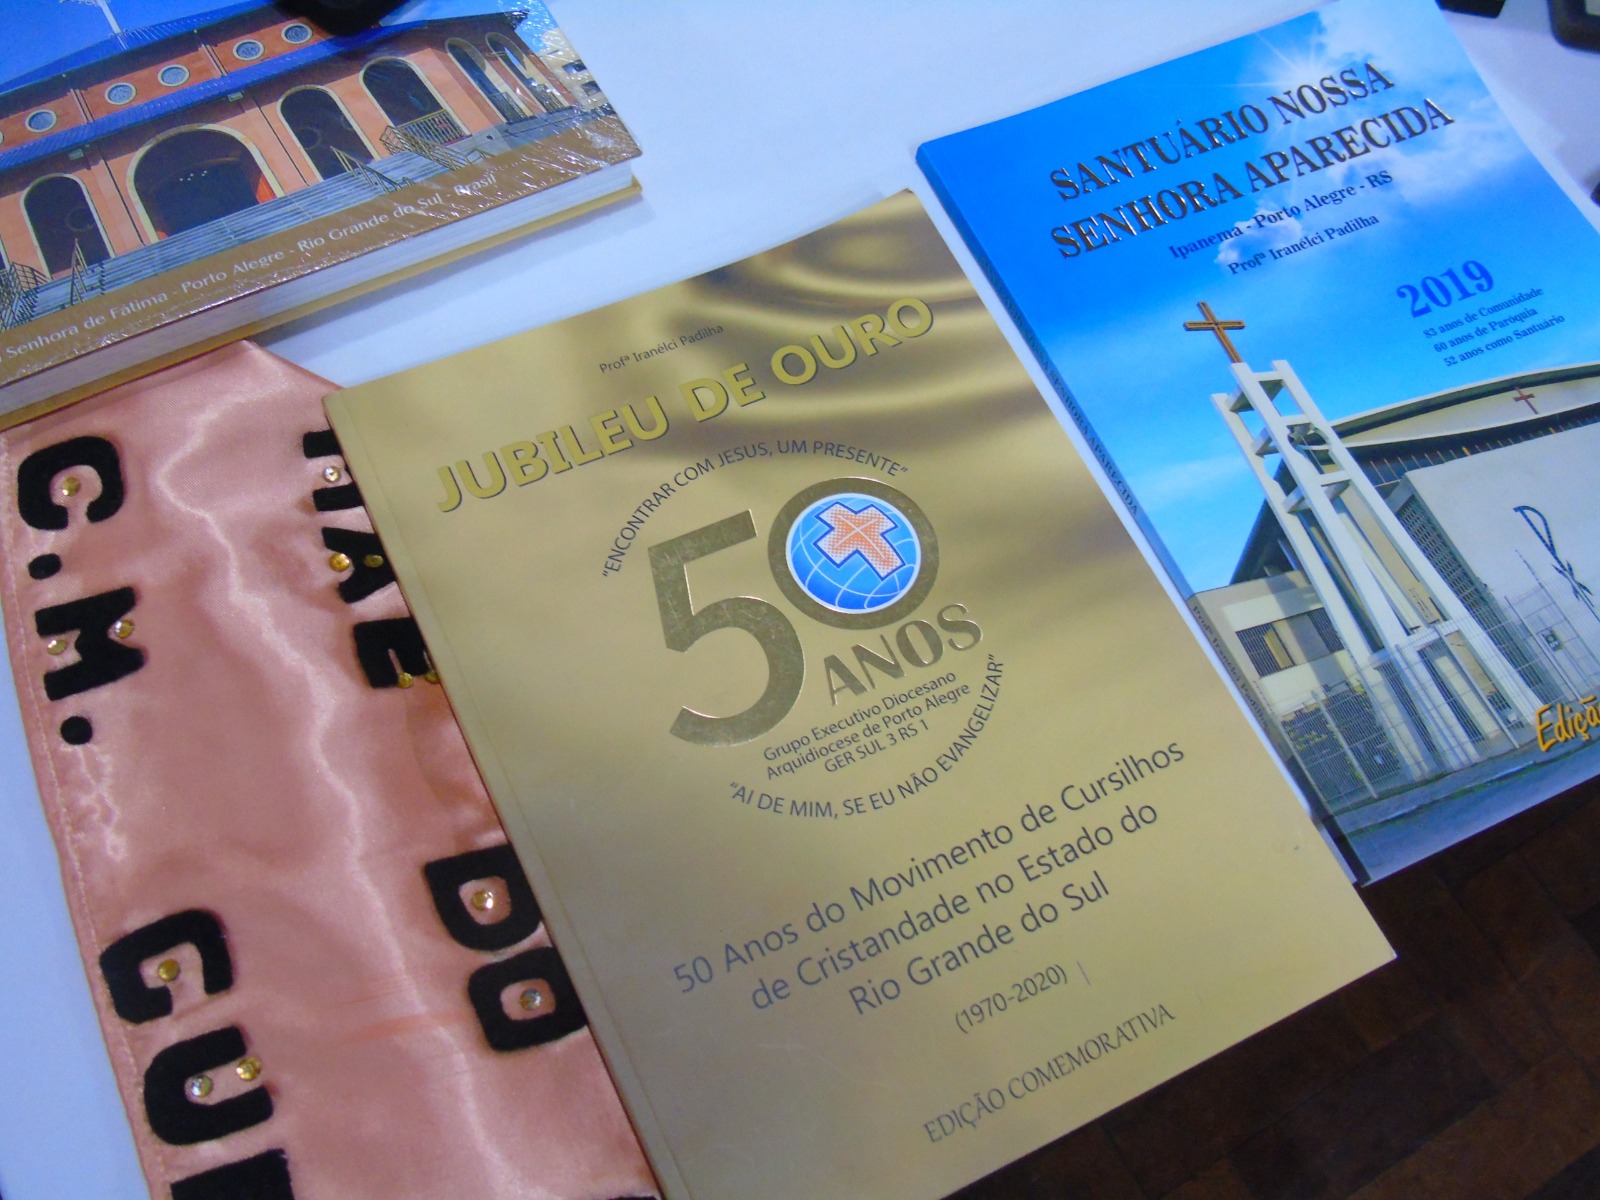 Senhora de Fátima - Porto Alegre - Rio Grande do Sul - Brasil
C.M.
GUI
DO
Profª Iranélci Padilha
JUBILEU DE OURO
"ENCONTRAR COM JESUS, UM PRESENTE"
50
ANOS
Grupo Executivo Diocesano
Arquidiocese de Porto Alegre
GER SUL 3 RS 1
"AI DE MIM, SE EU NÃO EVANGELIZAR"
50 Anos do Movimento de Cursilhos
de Cristandade no Estado do
Rio Grande do Sul
(1970-2020)
EDIÇÃO COMEMORATIVA
SANTUÁRIO NOSSA
SENHORA APARECIDA
Ipanema - Porto Alegre - RS
Profª Iranélci Padilha
2019
83 anos de Comunidade
60 anos de Paróquia
52 anos como Santuário
Ediçã